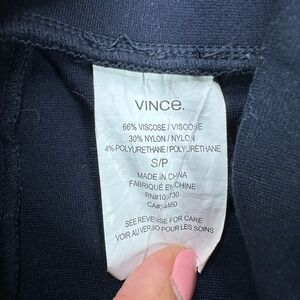 VINCE.
66% VISCOSE / VISCOSE
30% NYLON / NYLON
4% POLYURETHANE / POLYURÉTHANE
S/P
MADE IN CHINA
FABRIQUÉ EN CHINE
SEE REVERSE FOR CARE
VOIR AU VERSO POUR LES SOINS